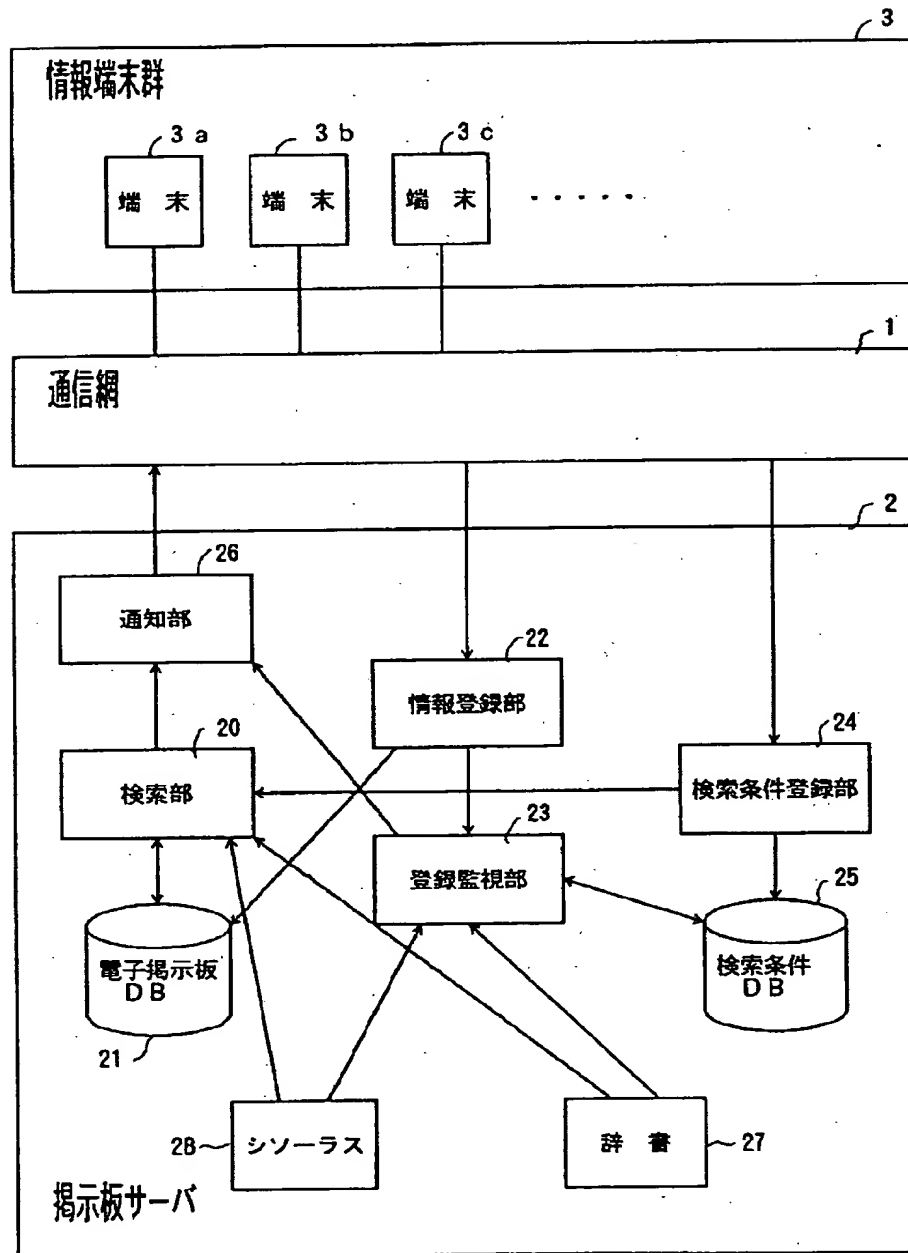 3
情報端末群
3a
3b
3c
端 末
端 末
端 末
・・・・・
1
通信網
2
26
通知部
22
情報登録部
20
検索部
24
検索条件登録部
23
登録監視部
25
電子掲示板
DB
検索条件
DB
21
28
シソーラス
辞 書
27
掲示板サーバ